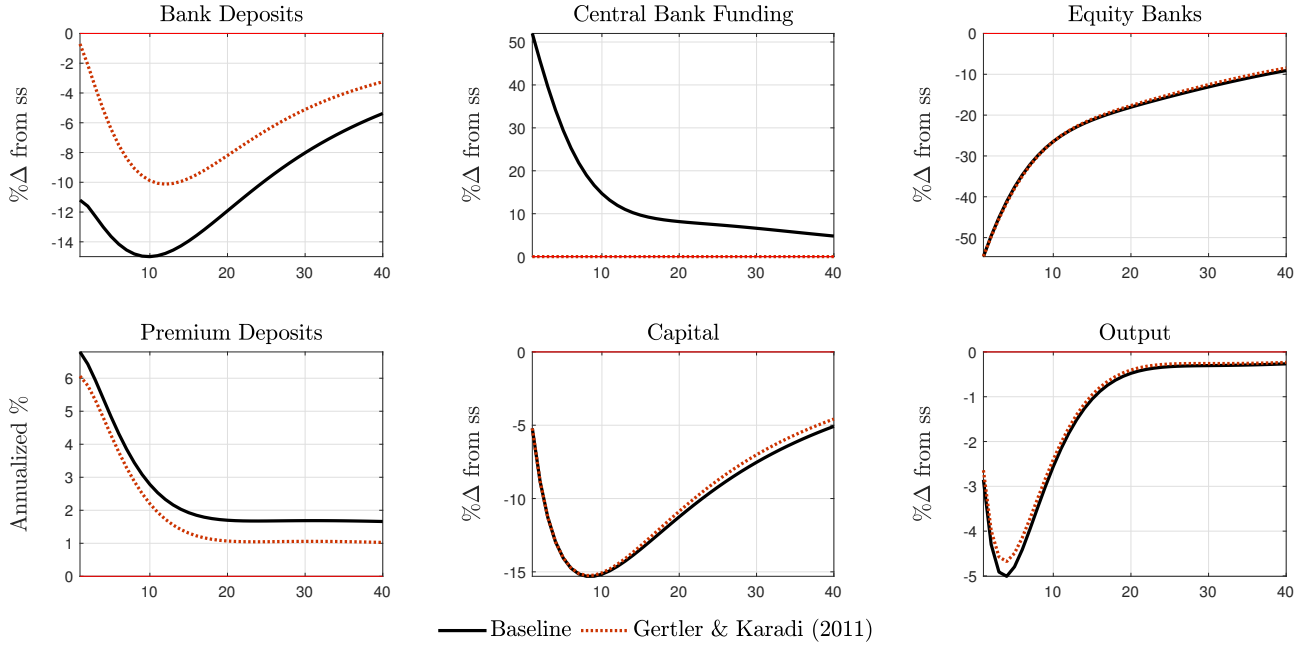 Bank Deposits
%Δ from ss
0
-2
-4
-6
-8
-10
-12
-14
10 20 30 40
Central Bank Funding
%Δ from ss
50
40
30
20
10
0
10 20 30 40
Equity Banks
%Δ from ss
0
-10
-20
-30
-40
-50
10 20 30 40
Premium Deposits
Annualized %
6
5
4
3
2
1
0
10 20 30 40
Capital
%Δ from ss
0
-5
-10
-15
10 20 30 40
Output
%Δ from ss
0
-1
-2
-3
-4
-5
10 20 30 40
Baseline Gertler & Karadi (2011)